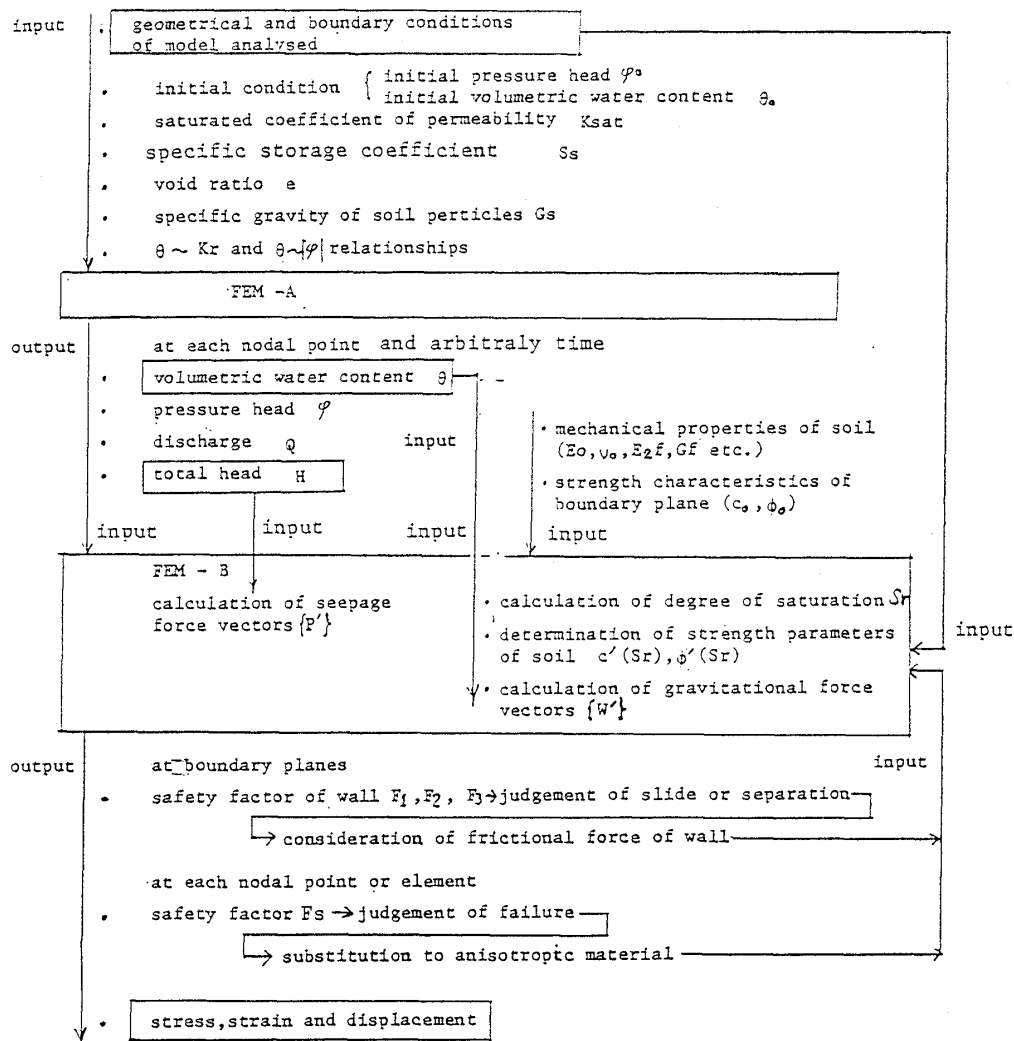 input
· geometrical and boundary conditions
of model analysed
· initial condition { initial pressure head φ₀
initial volumetric water content θ₀
· saturated coefficient of permeability Ksat
· specific storage coefficient Ss
· void ratio e
· specific gravity of soil perticles Gs
· θ ~ Kr and θ~|φ| relationships
FEM -A
output
at each nodal point and arbitraly time
· volumetric water content θ
· pressure head φ
· discharge Q
· total head H
input
input
input
input
· mechanical properties of soil
(Eo,νₒ,E2f,Gf etc.)
· strength characteristics of
boundary plane (cₒ,ϕₒ)
input
FEM - B
calculation of seepage
force vectors {P′}
· calculation of degree of saturation Sr
· determination of strength parameters
of soil c′(Sr),ϕ′(Sr)
· calculation of gravitational force
vectors {W′}
input
output
at boundary planes
input
· safety factor of wall F1,F2, F3→judgement of slide or separation
→ consideration of frictional force of wall
at each nodal point or element
· safety factor Fs → judgement of failure
→ substitution to anisotropic material
· stress,strain and displacement